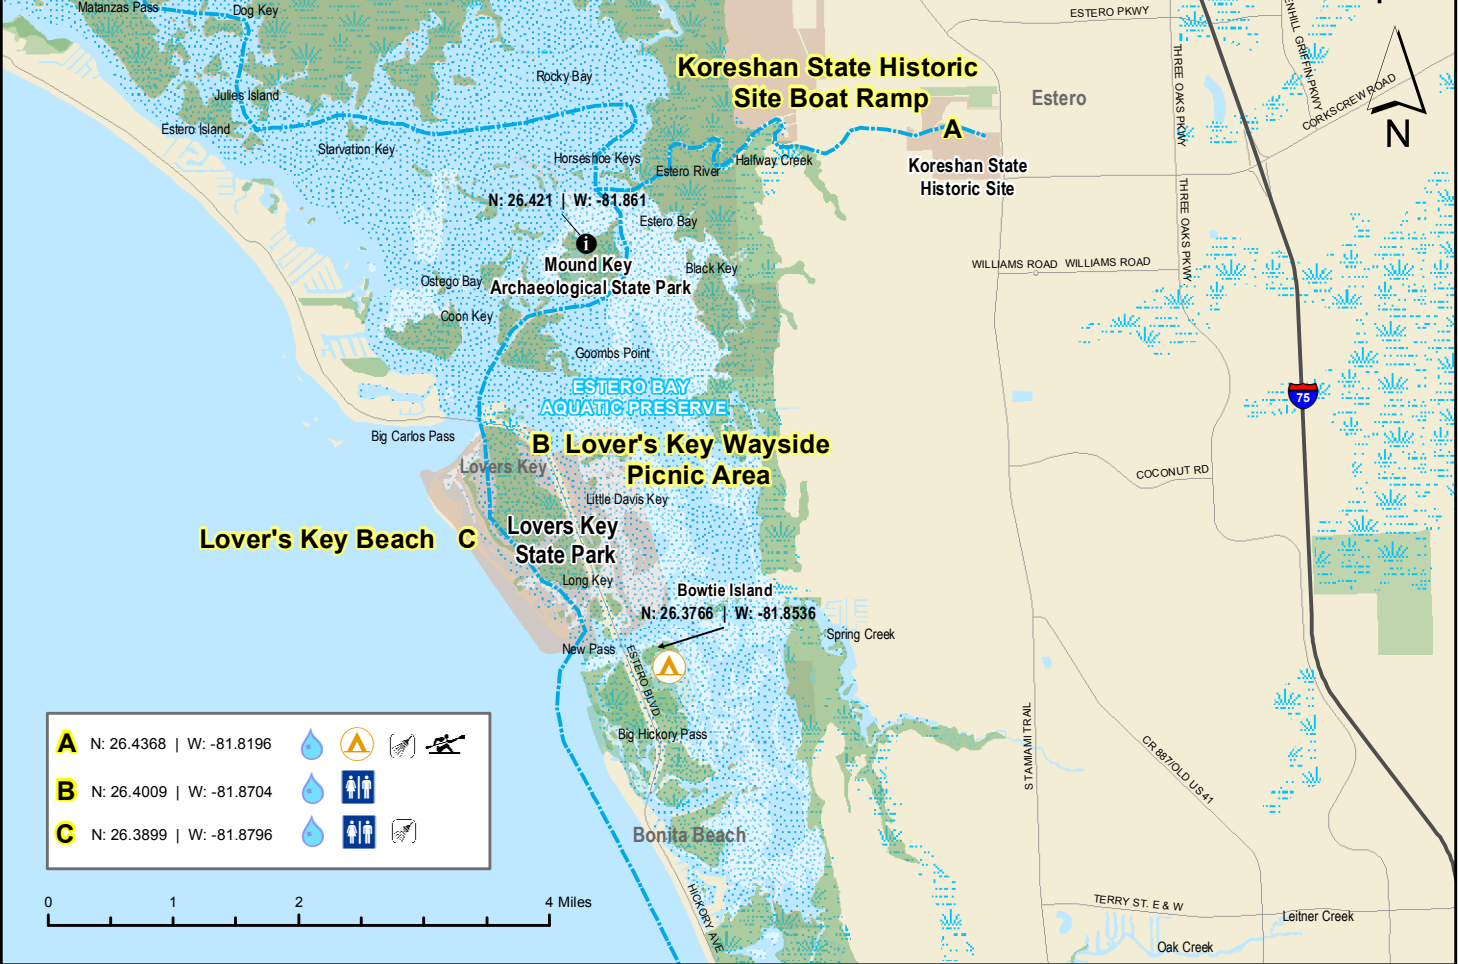 Matanzas Pass
Dog Key
ESTERO PKWY
Koreshan State Historic
Site Boat Ramp
Rocky Bay
Estero
THREE OAKS PKWY
GRIFFIN PKWY
CORKSCREW ROAD
N
Julies Island
Estero Island
Starvation Key
A
Horseshoe Keys
Halfway Creek
Estero River
Koreshan State
Historic Site
N: 26.421 | W: -81.861
Estero Bay
THREE OAKS PKWY
i
Mound Key
Archaeological State Park
Black Key
WILLIAMS ROAD WILLIAMS ROAD
Ostego Bay
Coon Key
Goombs Point
ESTERO BAY
AQUATIC PRESERVE
75
Big Carlos Pass
B Lover's Key Wayside
Picnic Area
Lovers Key
COCONUT RD
Little Davis Key
Lover's Key Beach C
Lovers Key
State Park
Long Key
Bowtie Island
N: 26.3766 | W: -81.8536
Spring Creek
New Pass
ESTERO BLVD
Big Hickory Pass
S TAMIAMI TRAIL
CR 887/OLD US 41
A N: 26.4368 | W: -81.8196
B N: 26.4009 | W: -81.8704
C N: 26.3899 | W: -81.8796
Bonita Beach
HICKORY AVE
TERRY ST. E & W
Leitner Creek
Oak Creek
0 1 2 4 Miles